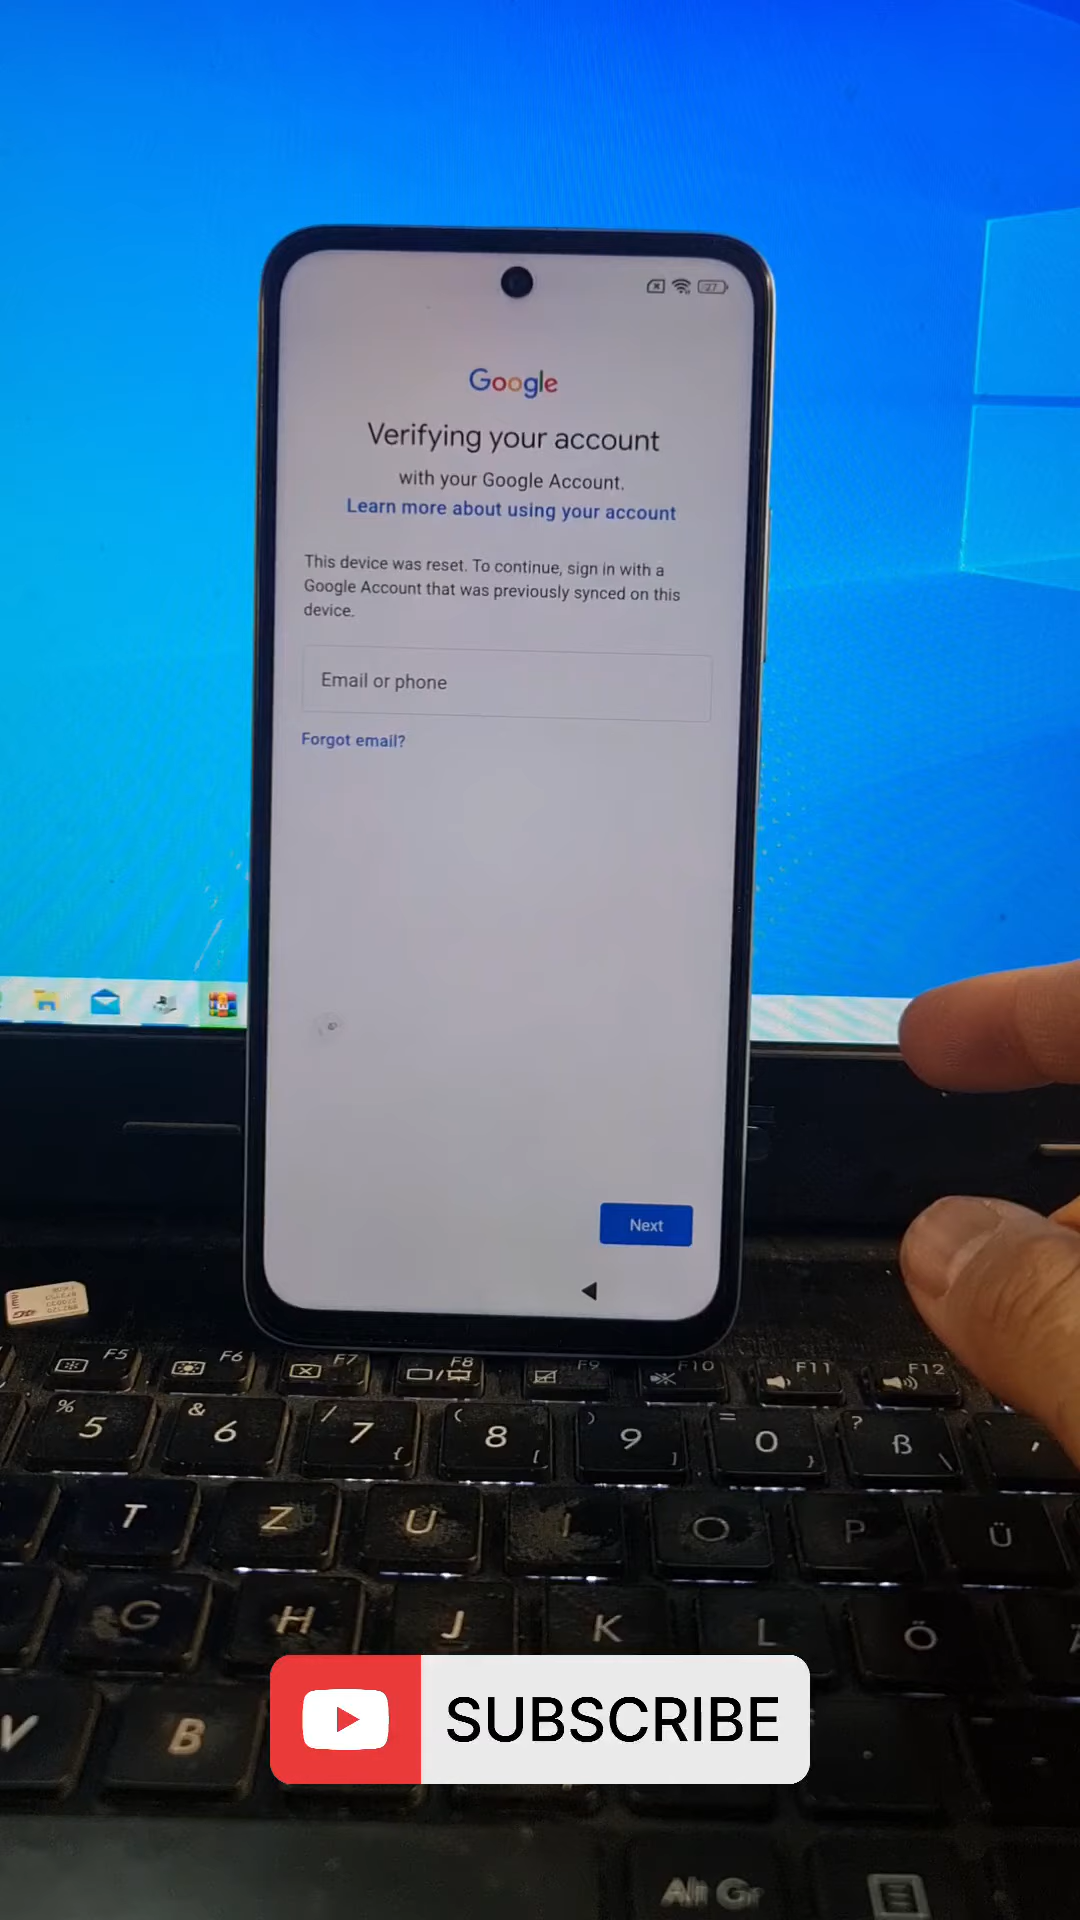 27
Google
Verifying your account
with your Google Account.
Learn more about using your account
This device was reset. To continue, sign in with a
Google Account that was previously synced on this
device.
Email or phone
Forgot email?
Next
F5 F6 F7 F8 F9 F10 F11 F12
% 5 & 6 / 7 { ( 8 [ ) 9 ] = 0 } ? ß \
T Z U I O P Ü
G H J K L Ö
V B
SUBSCRIBE
Alt Gr